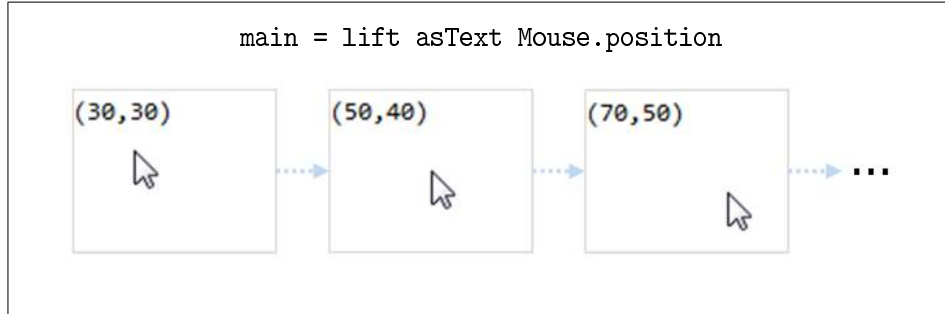 main = lift asText Mouse.position
(30,30) (50,40) (70,50) ...